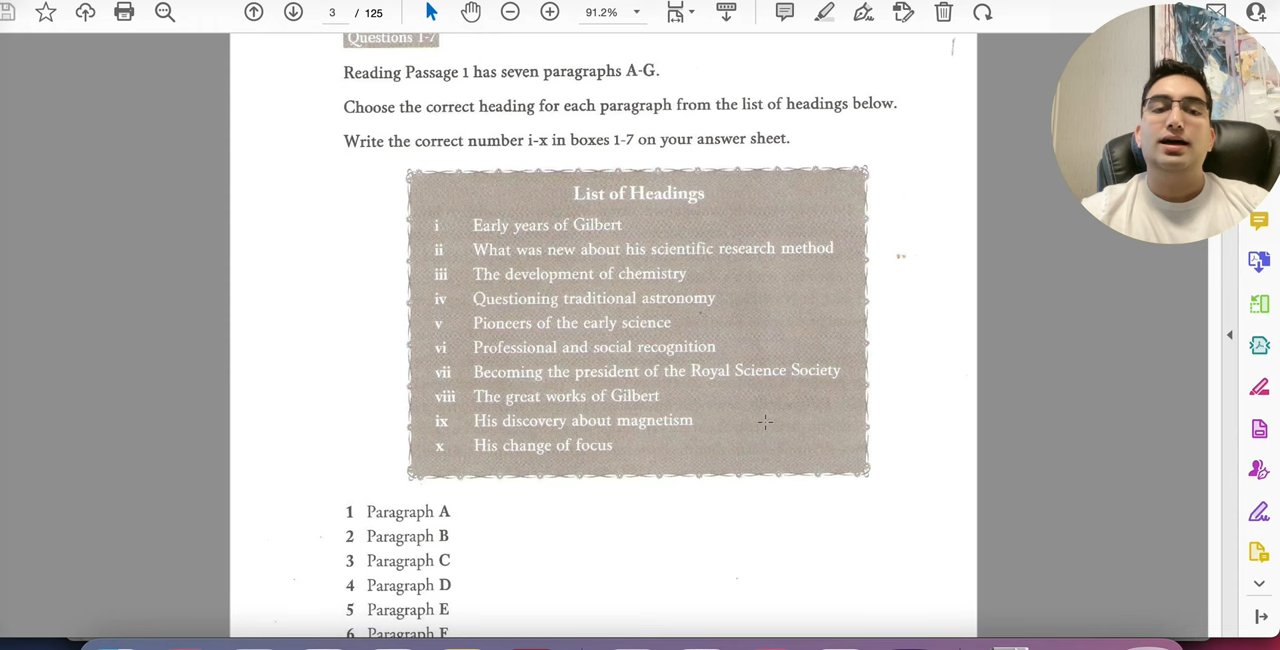 3 / 125
91.2%
Questions 1-7
Reading Passage 1 has seven paragraphs A-G.
Choose the correct heading for each paragraph from the list of headings below.
Write the correct number i-x in boxes 1-7 on your answer sheet.
List of Headings
i Early years of Gilbert
ii What was new about his scientific research method
iii The development of chemistry
iv Questioning traditional astronomy
v Pioneers of the early science
vi Professional and social recognition
vii Becoming the president of the Royal Science Society
viii The great works of Gilbert
ix His discovery about magnetism
x His change of focus
1 Paragraph A
2 Paragraph B
3 Paragraph C
4 Paragraph D
5 Paragraph E
6 Paragraph F